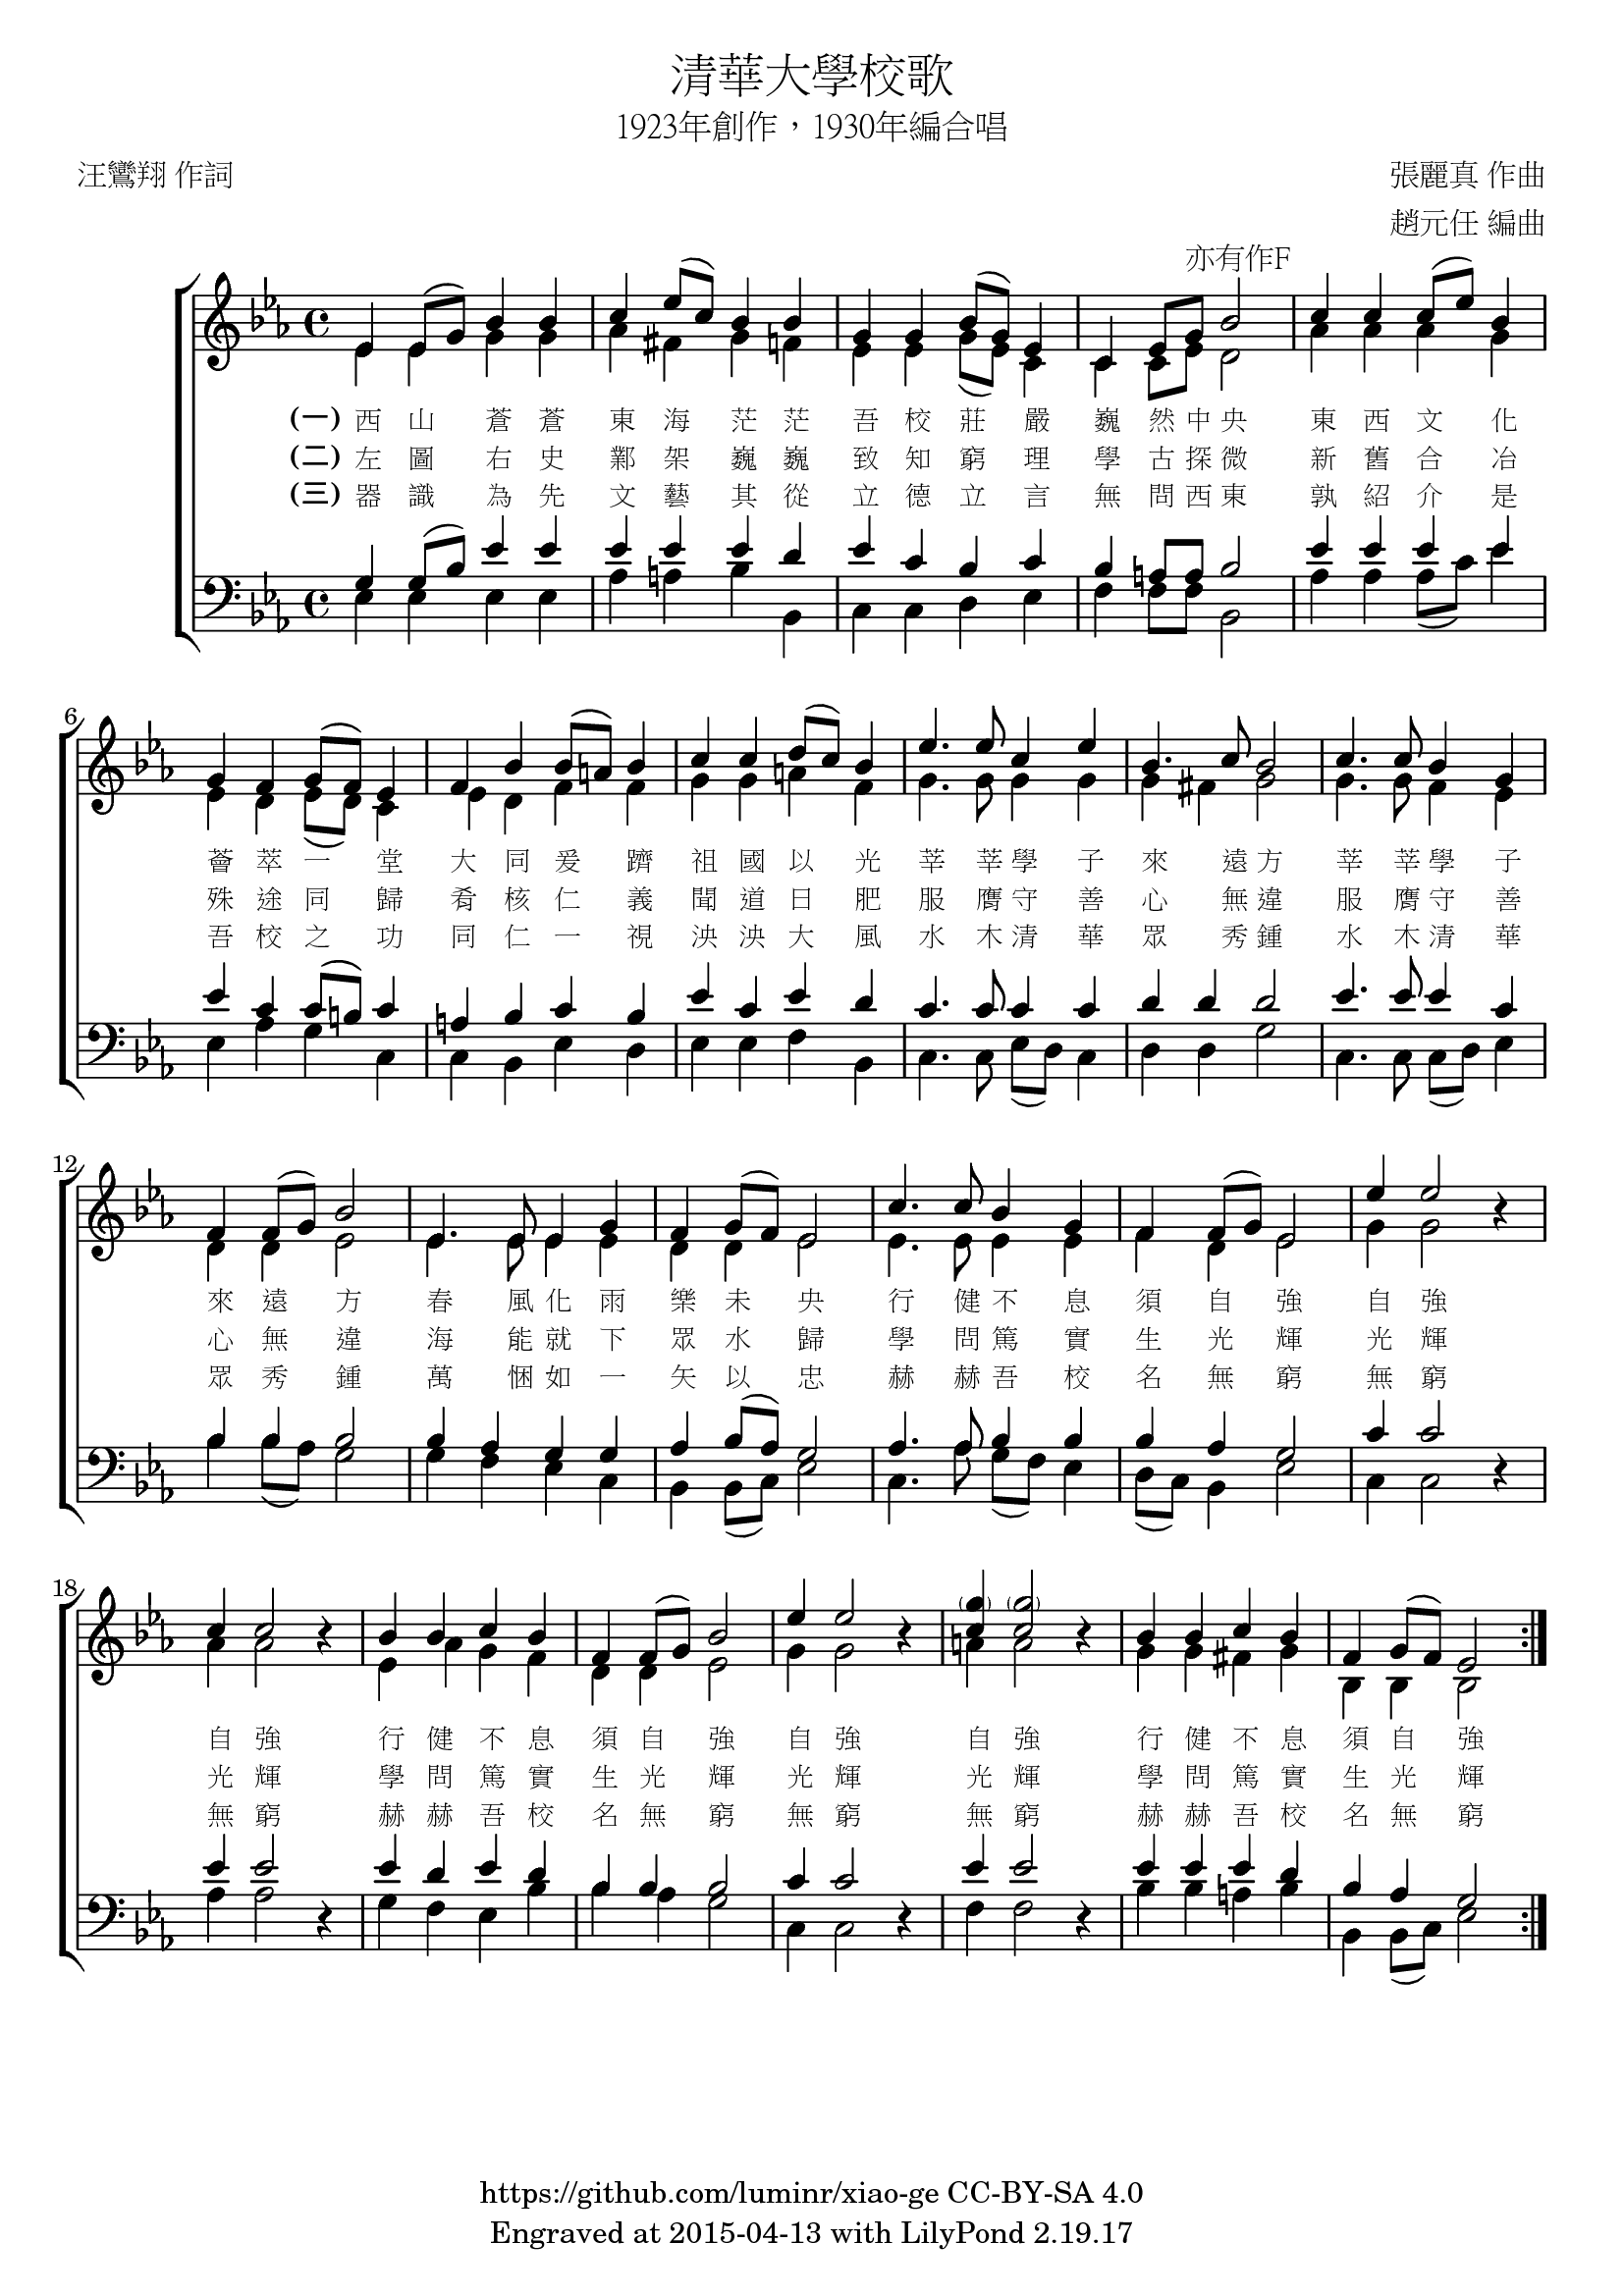 清華大學校歌
1923年創作，1930年編合唱
汪鸞翔 作詞
張麗真 作曲
趙元任 編曲
亦有作F
(一) 西 山 蒼 蒼 東 海 茫 茫 吾 校 莊 嚴 巍 然 中 央 東 西 文 化
(二) 左 圖 右 史 鄴 架 巍 巍 致 知 窮 理 學 古 探 微 新 舊 合 冶
(三) 器 識 為 先 文 藝 其 從 立 德 立 言 無 問 西 東 孰 紹 介 是
6
薈 萃 一 堂 大 同 爰 躋 祖 國 以 光 莘 莘 學 子 來 遠 方 莘 莘 學 子
殊 途 同 歸 肴 核 仁 義 聞 道 日 肥 服 膺 守 善 心 無 違 服 膺 守 善
吾 校 之 功 同 仁 一 視 泱 泱 大 風 水 木 清 華 眾 秀 鍾 水 木 清 華
12
來 遠 方 春 風 化 雨 樂 未 央 行 健 不 息 須 自 強 自 強
心 無 違 海 能 就 下 眾 水 歸 學 問 篤 實 生 光 輝 光 輝
眾 秀 鍾 萬 悃 如 一 矢 以 忠 赫 赫 吾 校 名 無 窮 無 窮
18
自 強 行 健 不 息 須 自 強 自 強 自 強 行 健 不 息 須 自 強
光 輝 學 問 篤 實 生 光 輝 光 輝 光 輝 學 問 篤 實 生 光 輝
無 窮 赫 赫 吾 校 名 無 窮 無 窮 無 窮 赫 赫 吾 校 名 無 窮
https://github.com/luminr/xiao-ge CC-BY-SA 4.0
Engraved at 2015-04-13 with LilyPond 2.19.17